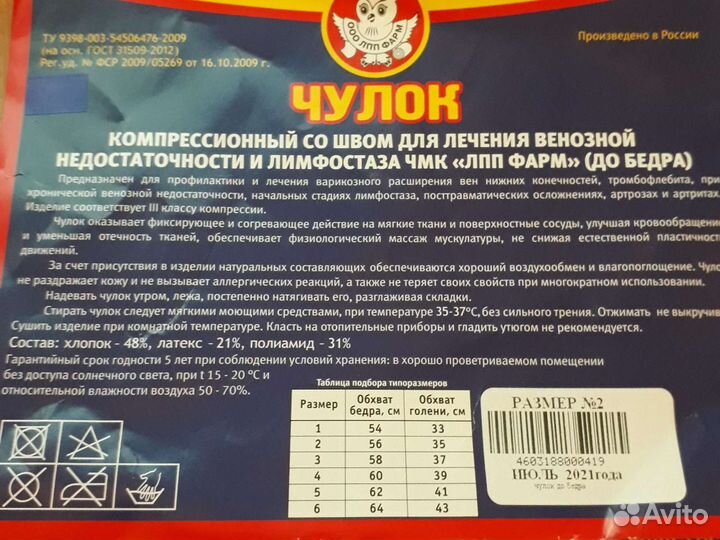 ТУ 9398-003-54506476-2009
(на осн. ГОСТ 31509-2012)
Рег. уд. № ФСР 2009/05269 от 16.10.2009 г.
ООО ЛПП ФАРМ
Произведено в России
ЧУЛОК
КОМПРЕССИОННЫЙ СО ШВОМ ДЛЯ ЛЕЧЕНИЯ ВЕНОЗНОЙ
НЕДОСТАТОЧНОСТИ И ЛИМФОСТАЗА ЧМК «ЛПП ФАРМ» (ДО БЕДРА)
Предназначен для профилактики и лечения варикозного расширения вен нижних конечностей, тромбофлебита, при
хронической венозной недостаточности, начальных стадиях лимфостаза, посттравматических осложнениях, артрозах и артритах.
Изделие соответствует III классу компрессии.
Чулок оказывает фиксирующее и согревающее действие на мягкие ткани и поверхностные сосуды, улучшая кровообращен
и уменьшая отечность тканей, обеспечивает физиологический массаж мускулатуры, не снижая естественной пластичност
движений.
За счет присутствия в изделии натуральных составляющих обеспечиваются хороший воздухообмен и влагопоглощение. Чуло
не раздражает кожу и не вызывает аллергических реакций, а также не теряет своих свойств при многократном использовании.
Надевать чулок утром, лежа, постепенно натягивать его, разглаживая складки.
Стирать чулок следует мягкими моющими средствами, при температуре 35-37ºС, без сильного трения. Отжимать не выкручив
Сушить изделие при комнатной температуре. Класть на отопительные приборы и гладить утюгом не рекомендуется.
Состав: хлопок - 48%, латекс - 21%, полиамид - 31%
Гарантийный срок годности 5 лет при соблюдении условий хранения: в хорошо проветриваемом помещении
без доступа солнечного света, при t 15 - 20 ºС и
относительной влажности воздуха 50 - 70%.
Таблица подбора типоразмеров
Размер Обхват бедра, см Обхват голени, см
1 54 33
2 56 35
3 58 37
4 60 39
5 62 41
6 64 43
РАЗМЕР №2
4603188000419
ИЮЛЬ 2021года
чулок до бедра
Avito